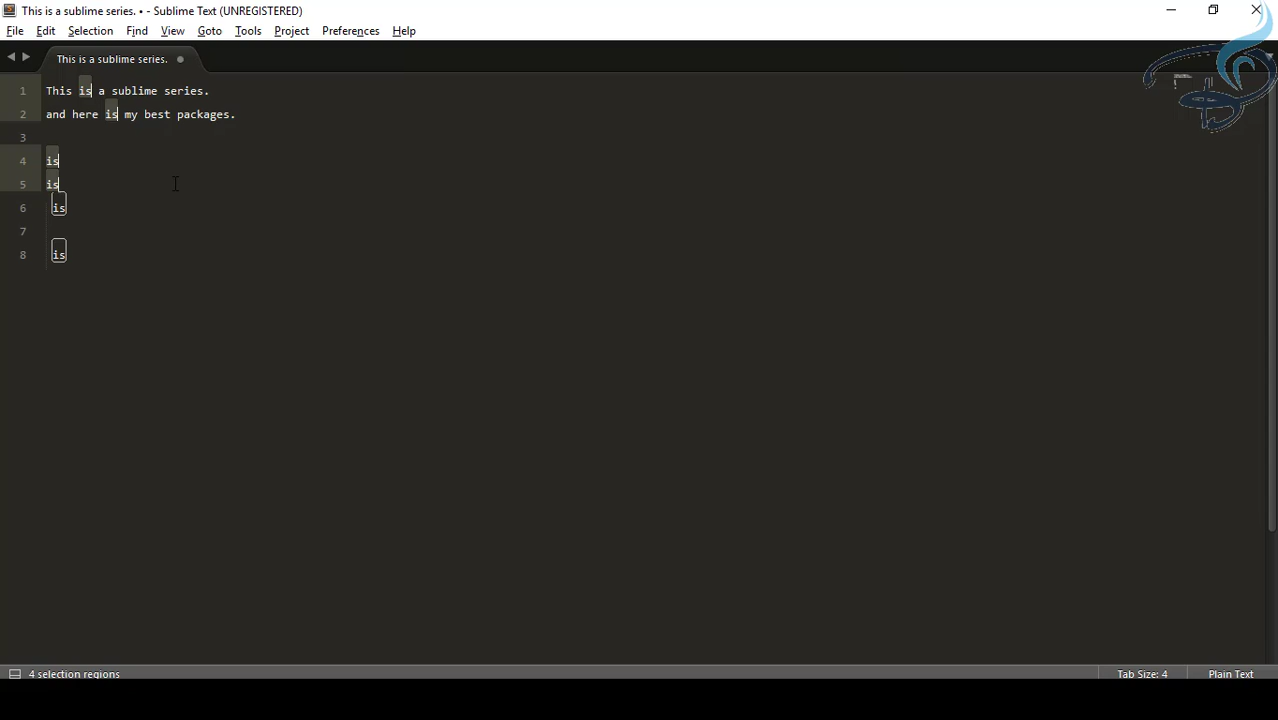 This is a sublime series. • - Sublime Text (UNREGISTERED)
File Edit Selection Find View Goto Tools Project Preferences Help
This is a sublime series.
1 This is a sublime series.
2 and here is my best packages.
3
4 is
5 is
6 is
7
8 is
4 selection regions Tab Size: 4 Plain Text